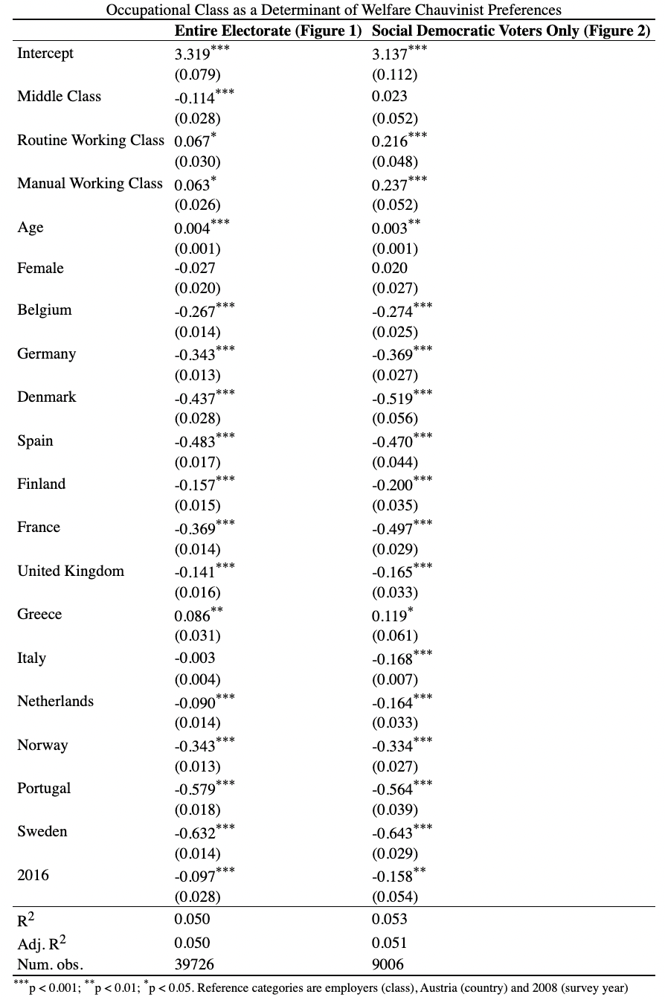 Occupational Class as a Determinant of Welfare Chauvinist Preferences
Entire Electorate (Figure 1) Social Democratic Voters Only (Figure 2)
Intercept 3.319*** 3.137***
(0.079) (0.112)
Middle Class -0.114*** 0.023
(0.028) (0.052)
Routine Working Class 0.067* 0.216***
(0.030) (0.048)
Manual Working Class 0.063* 0.237***
(0.026) (0.052)
Age 0.004*** 0.003**
(0.001) (0.001)
Female -0.027 0.020
(0.020) (0.027)
Belgium -0.267*** -0.274***
(0.014) (0.025)
Germany -0.343*** -0.369***
(0.013) (0.027)
Denmark -0.437*** -0.519***
(0.028) (0.056)
Spain -0.483*** -0.470***
(0.017) (0.044)
Finland -0.157*** -0.200***
(0.015) (0.035)
France -0.369*** -0.497***
(0.014) (0.029)
United Kingdom -0.141*** -0.165***
(0.016) (0.033)
Greece 0.086** 0.119*
(0.031) (0.061)
Italy -0.003 -0.168***
(0.004) (0.007)
Netherlands -0.090*** -0.164***
(0.014) (0.033)
Norway -0.343*** -0.334***
(0.013) (0.027)
Portugal -0.579*** -0.564***
(0.018) (0.039)
Sweden -0.632*** -0.643***
(0.014) (0.029)
2016 -0.097*** -0.158**
(0.028) (0.054)
R² 0.050 0.053
Adj. R² 0.050 0.051
Num. obs. 39726 9006
***p < 0.001; **p < 0.01; *p < 0.05. Reference categories are employers (class), Austria (country) and 2008 (survey year)